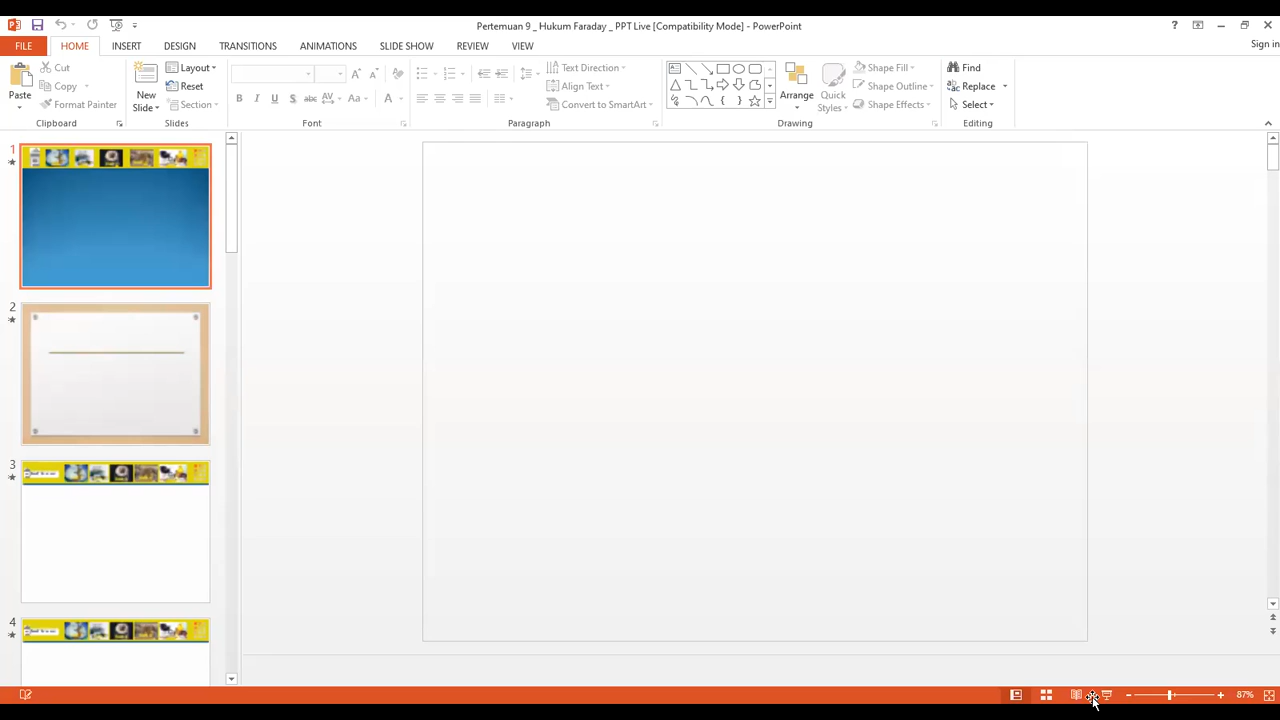 Pertemuan 9 _ Hukum Faraday _ PPT Live [Compatibility Mode] - PowerPoint
FILE HOME INSERT DESIGN TRANSITIONS ANIMATIONS SLIDE SHOW REVIEW VIEW Sign in
Paste
Cut
Copy
Format Painter
Clipboard
New
Slide
Layout
Reset
Section
Slides
B I U S abc AV Aa A
Font
Text Direction
Align Text
Convert to SmartArt
Paragraph
Arrange
Quick
Styles
Shape Fill
Shape Outline
Shape Effects
Drawing
Find
Replace
Select
Editing
1
2
3
4
87%